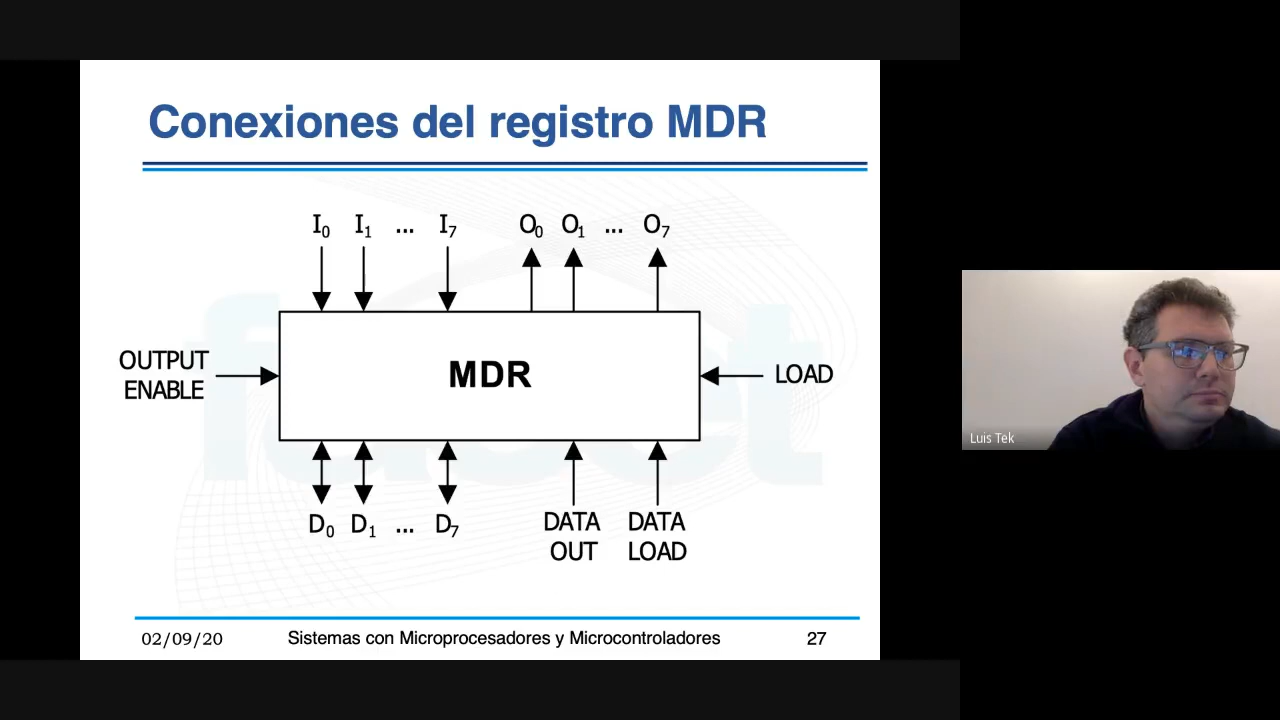 Conexiones del registro MDR
I0 I1 ... I7 O0 O1 ... O7
OUTPUT
ENABLE
MDR
LOAD
D0 D1 ... D7
DATA
OUT
DATA
LOAD
02/09/20 Sistemas con Microprocesadores y Microcontroladores 27
Luis Tek
facet